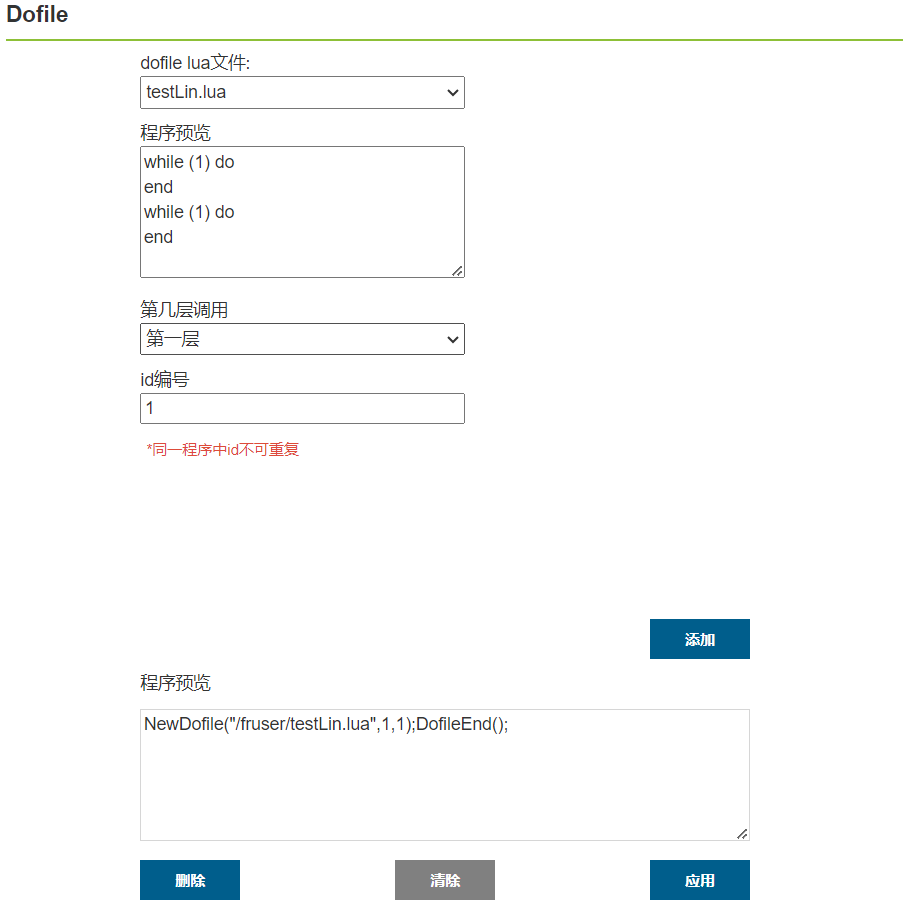 Dofile
dofile lua文件:
testLin.lua
程序预览
while (1) do
end
while (1) do
end
第几层调用
第一层
id编号
1
*同一程序中id不可重复
添加
程序预览
NewDofile("/fruser/testLin.lua",1,1);DofileEnd();
删除
清除
应用